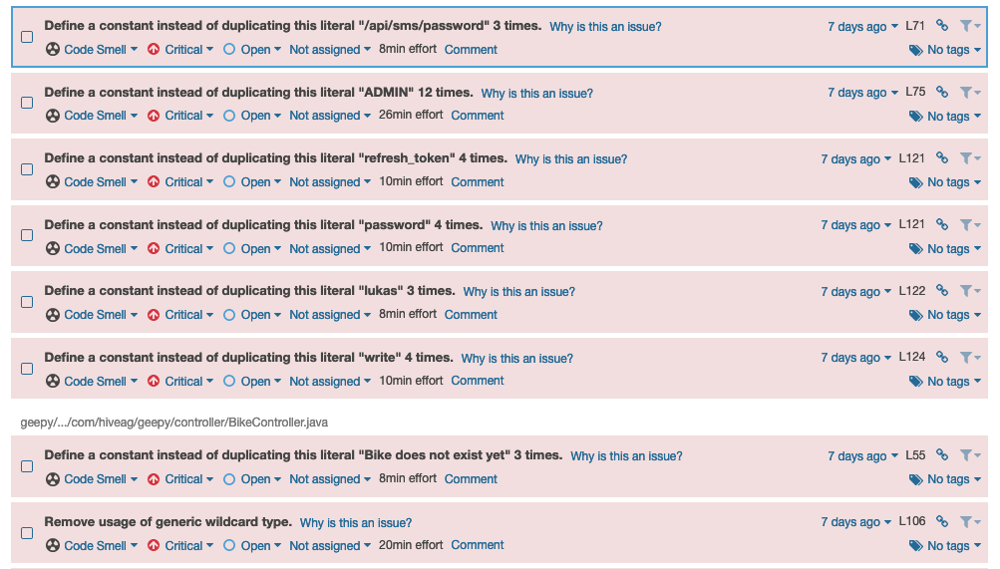 Define a constant instead of duplicating this literal "/api/sms/password" 3 times. Why is this an issue? 7 days ago L71
Code Smell Critical Open Not assigned 8min effort Comment No tags
Define a constant instead of duplicating this literal "ADMIN" 12 times. Why is this an issue? 7 days ago L75
Code Smell Critical Open Not assigned 26min effort Comment No tags
Define a constant instead of duplicating this literal "refresh_token" 4 times. Why is this an issue? 7 days ago L121
Code Smell Critical Open Not assigned 10min effort Comment No tags
Define a constant instead of duplicating this literal "password" 4 times. Why is this an issue? 7 days ago L121
Code Smell Critical Open Not assigned 10min effort Comment No tags
Define a constant instead of duplicating this literal "lukas" 3 times. Why is this an issue? 7 days ago L122
Code Smell Critical Open Not assigned 8min effort Comment No tags
Define a constant instead of duplicating this literal "write" 4 times. Why is this an issue? 7 days ago L124
Code Smell Critical Open Not assigned 10min effort Comment No tags
geepy/.../com/hiveag/geepy/controller/BikeController.java
Define a constant instead of duplicating this literal "Bike does not exist yet" 3 times. Why is this an issue? 7 days ago L55
Code Smell Critical Open Not assigned 8min effort Comment No tags
Remove usage of generic wildcard type. Why is this an issue? 7 days ago L106
Code Smell Critical Open Not assigned 20min effort Comment No tags